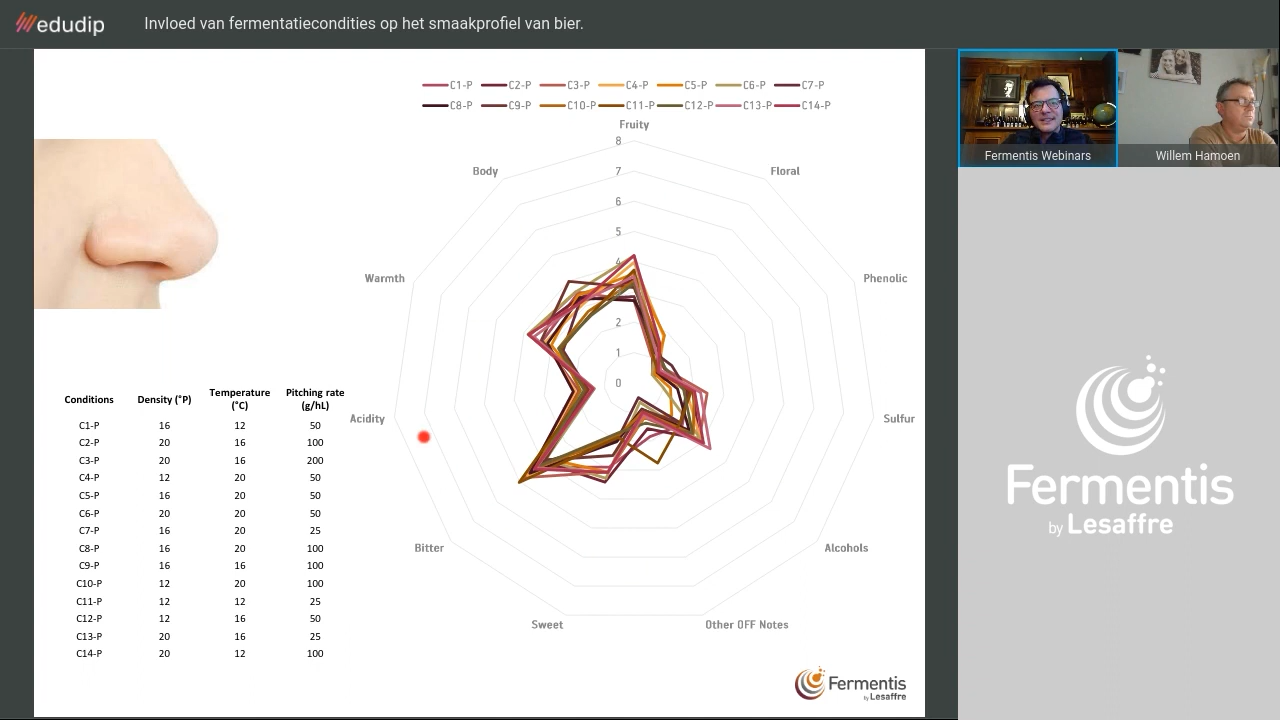 edudip
Invloed van fermentatiecondities op het smaakprofiel van bier.
C1-P C2-P C3-P C4-P C5-P C6-P C7-P
C8-P C9-P C10-P C11-P C12-P C13-P C14-P
Fruity
Floral
Phenolic
Sulfur
Alcohols
Other OFF Notes
Sweet
Bitter
Acidity
Warmth
Body
8
7
6
5
4
2
1
0
Conditions Density (°P) Temperature (°C) Pitching rate (g/hL)
C1-P 16 12 50
C2-P 20 16 100
C3-P 20 16 200
C4-P 12 20 50
C5-P 16 20 50
C6-P 20 20 50
C7-P 16 20 25
C8-P 16 20 100
C9-P 16 16 100
C10-P 12 20 100
C11-P 12 12 25
C12-P 12 16 50
C13-P 20 16 25
C14-P 20 12 100
Fermentis
by Lesaffre
Fermentis Webinars
Willem Hamoen
Fermentis
by Lesaffre